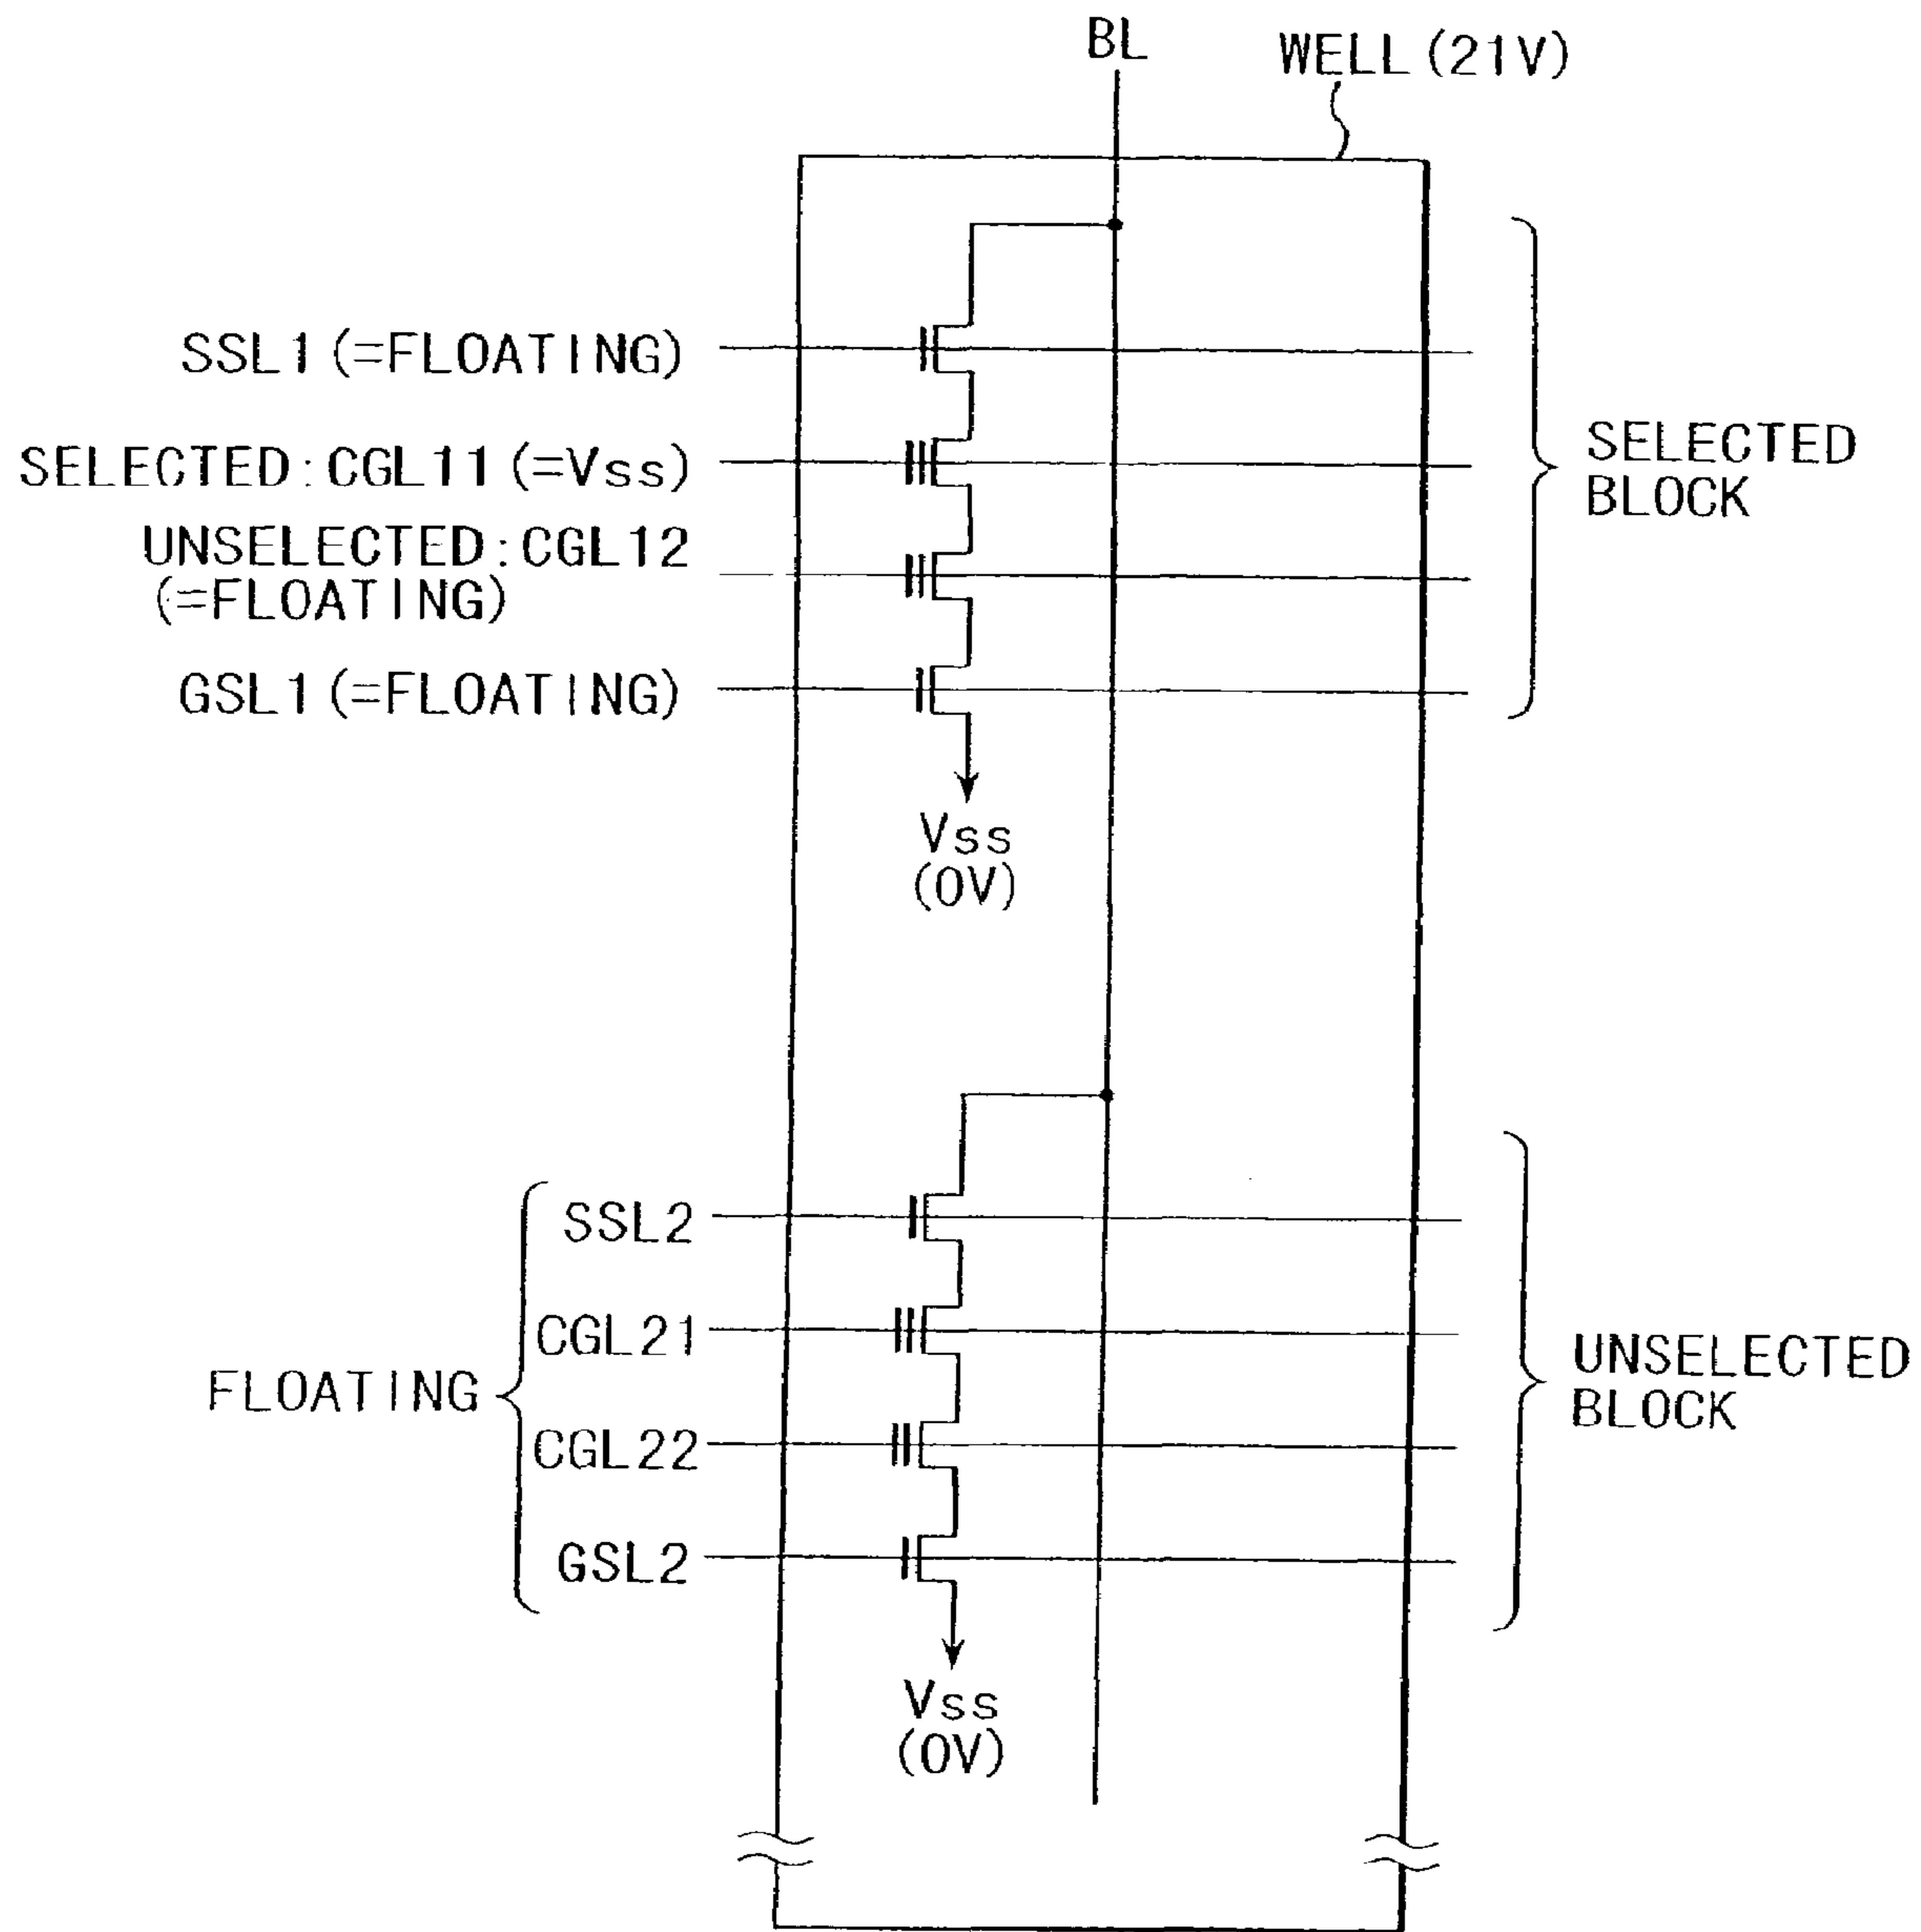 BL
WELL (21V)
SSL1 (=FLOATING)
SELECTED:CGL11 (=Vss)
UNSELECTED:CGL12
(=FLOATING)
GSL1 (=FLOATING)
Vss
(0V)
SELECTED
BLOCK
SSL2
CGL21
FLOATING
CGL22
GSL2
Vss
(0V)
UNSELECTED
BLOCK